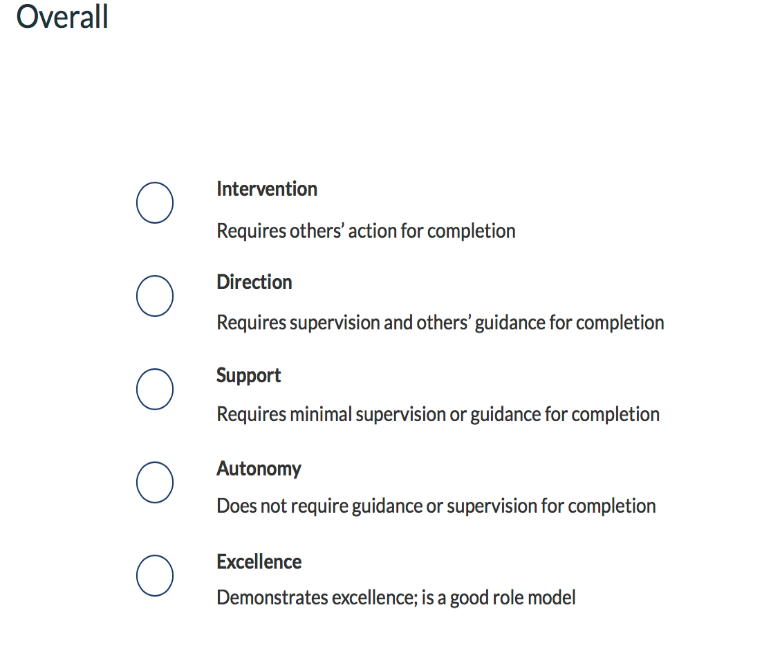 Overall
Intervention
Requires others’ action for completion
Direction
Requires supervision and others’ guidance for completion
Support
Requires minimal supervision or guidance for completion
Autonomy
Does not require guidance or supervision for completion
Excellence
Demonstrates excellence; is a good role model